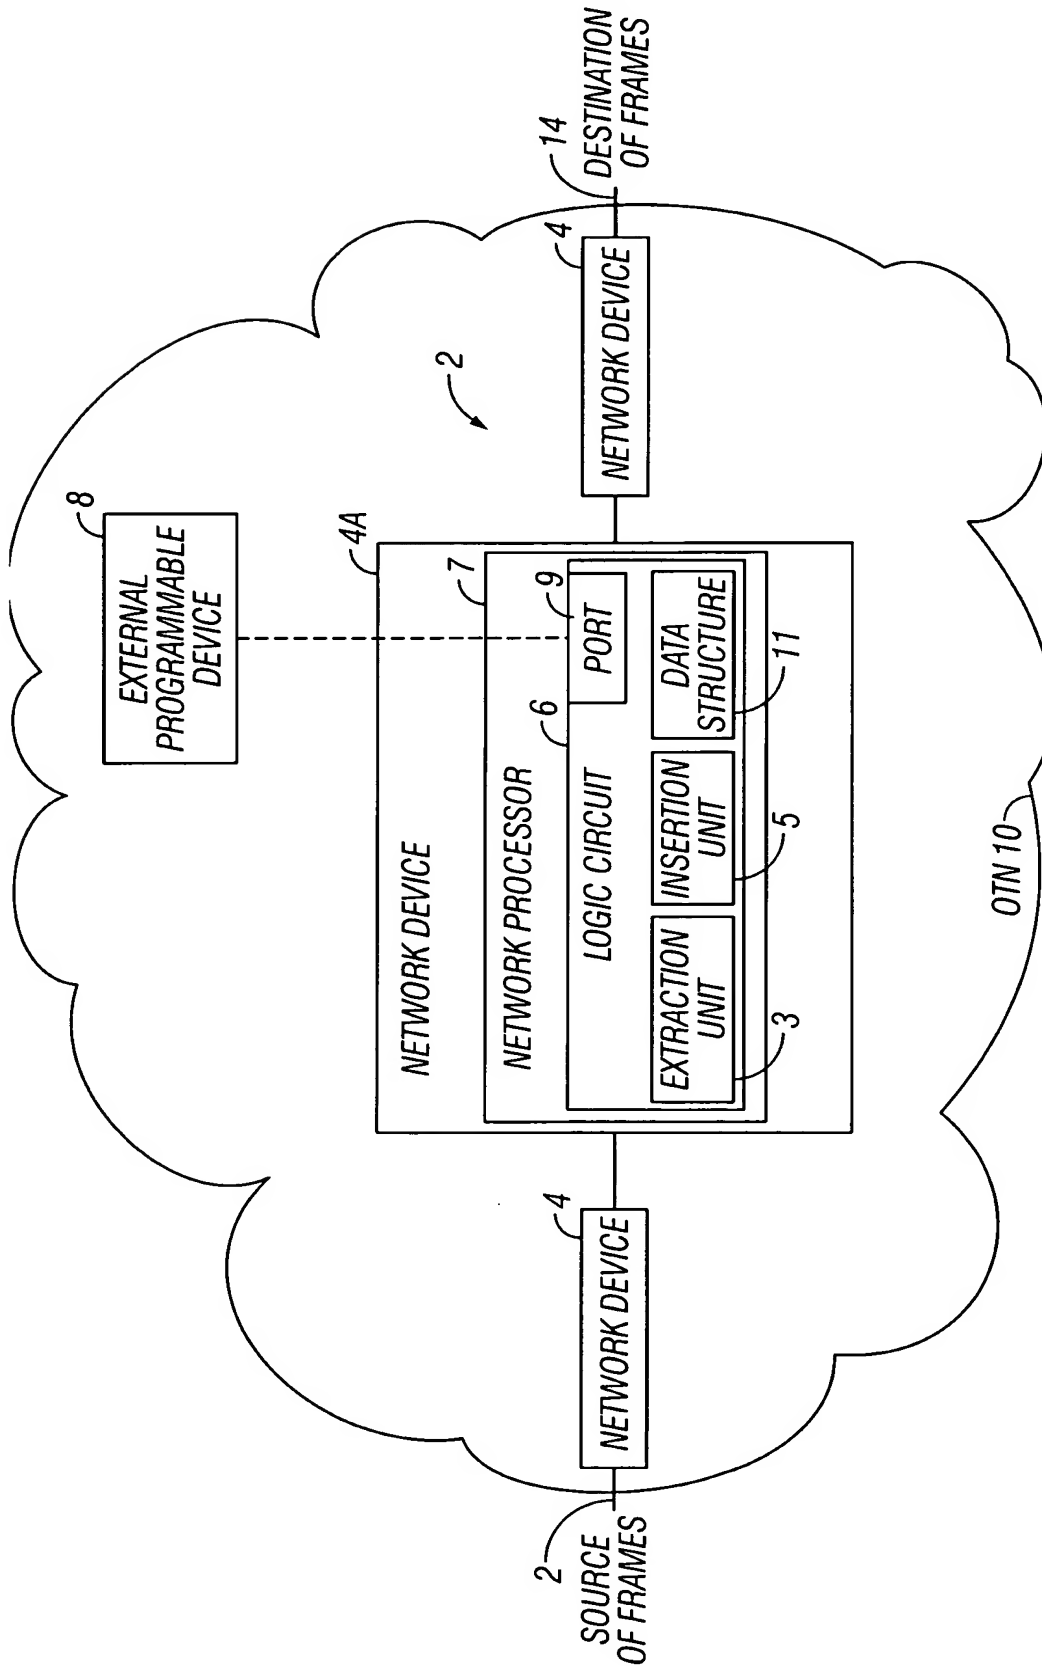 EXTERNAL
PROGRAMMABLE
DEVICE
8
2
4A
NETWORK DEVICE
7
NETWORK PROCESSOR
6
9
LOGIC CIRCUIT
PORT
EXTRACTION
UNIT
INSERTION
UNIT
DATA
STRUCTURE
3
5
11
4
NETWORK DEVICE
2
SOURCE
OF FRAMES
4
NETWORK DEVICE
14
DESTINATION
OF FRAMES
OTN 10